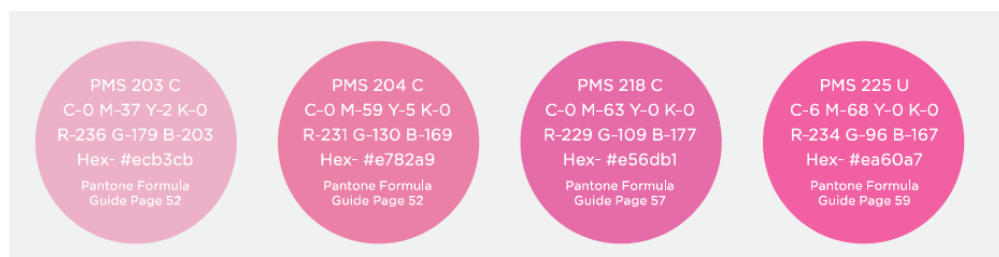 PMS 203 C
C-0 M-37 Y-2 K-0
R-236 G-179 B-203
Hex- #ecb3cb
Pantone Formula
Guide Page 52
PMS 204 C
C-0 M-59 Y-5 K-0
R-231 G-130 B-169
Hex- #e782a9
Pantone Formula
Guide Page 52
PMS 218 C
C-0 M-63 Y-0 K-0
R-229 G-109 B-177
Hex- #e56db1
Pantone Formula
Guide Page 57
PMS 225 U
C-6 M-68 Y-0 K-0
R-234 G-96 B-167
Hex- #ea60a7
Pantone Formula
Guide Page 59